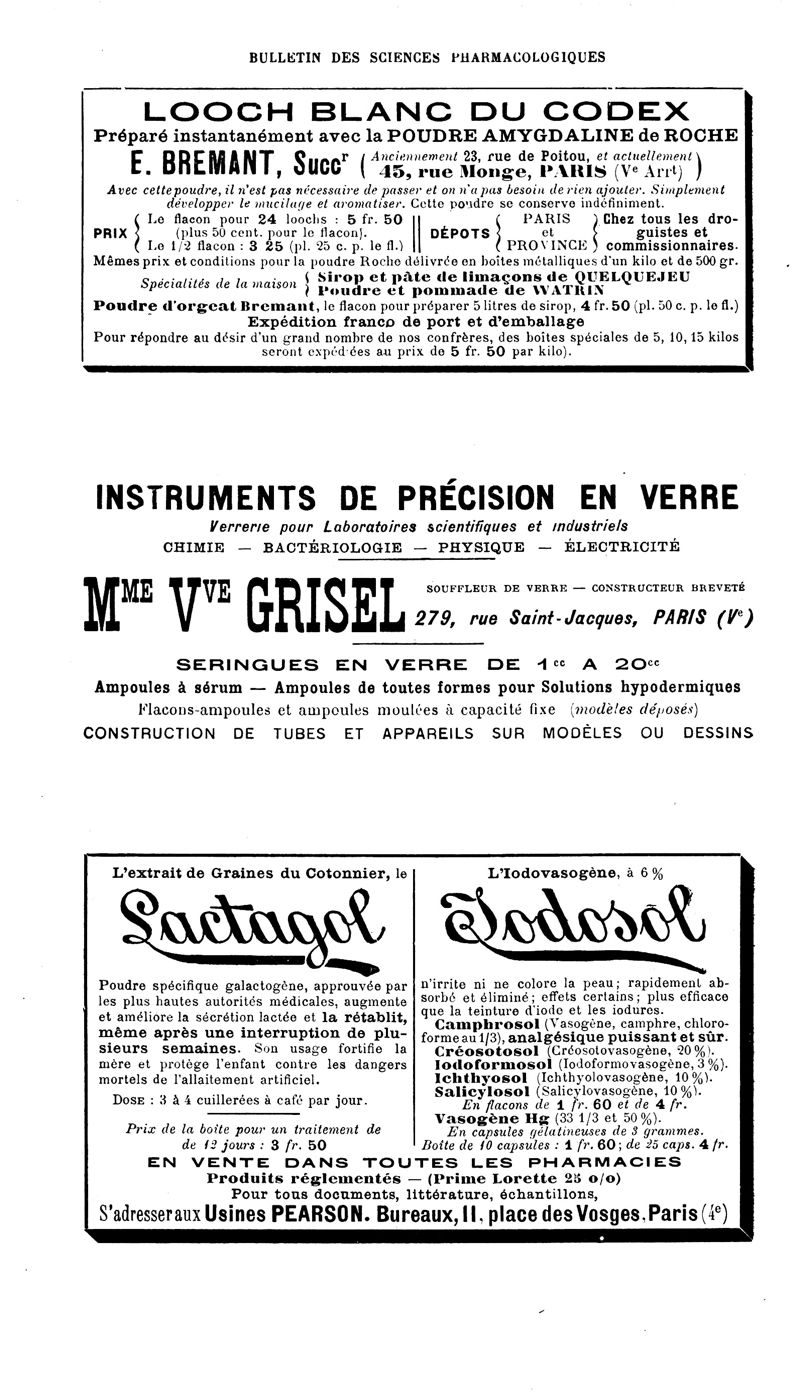 BULLETIN DES SCIENCES PHARMACOLOGIQUES
LOOCH BLANC DU CODEX
Préparé instantanément avec la POUDRE AMYGDALINE de ROCHE
E. BREMANT, Succr (Anciennement 23, rue de Poitou, et actuellement
45, rue Monge, PARIS (Ve Arrt))
Avec cette poudre, il n'est pas nécessaire de passer et on n'a pas besoin de rien ajouter. Simplement
développer le mucilage et aromatiser. Cette poudre se conserve indéfiniment.
PRIX
Le flacon pour 24 loochs : 5 fr. 50
(plus 50 cent. pour le flacon).
Le 1/2 flacon : 3 25 (pl. 25 c. p. le fl.)
DÉPOTS
PARIS
et
PROVINCE
Chez tous les dro-
guistes et
commissionnaires.
Mêmes prix et conditions pour la poudre Roche délivrée en boîtes métalliques d'un kilo et de 500 gr.
Spécialités de la maison
Sirop et pâte de limaçons de QUELQUEJEU
Poudre et pommade de WATRIN
Poudre d'orgeat Bremant, le flacon pour préparer 5 litres de sirop, 4 fr. 50 (pl. 50 c. p. le fl.)
Expédition franco de port et d'emballage
Pour répondre au désir d'un grand nombre de nos confrères, des boîtes spéciales de 5, 10, 15 kilos
seront expédiées au prix de 5 fr. 50 par kilo).
INSTRUMENTS DE PRÉCISION EN VERRE
Verrerie pour Laboratoires scientifiques et industriels
CHIMIE — BACTÉRIOLOGIE — PHYSIQUE — ÉLECTRICITÉ
MME VVE GRISEL
SOUFFLEUR DE VERRE — CONSTRUCTEUR BREVETÉ
279, rue Saint-Jacques, PARIS (Ve)
SERINGUES EN VERRE DE 1cc A 20cc
Ampoules à sérum — Ampoules de toutes formes pour Solutions hypodermiques
Flacons-ampoules et ampoules moulées à capacité fixe (modèles déposés)
CONSTRUCTION DE TUBES ET APPAREILS SUR MODÈLES OU DESSINS
L'extrait de Graines du Cotonnier, le
Lactagol
Poudre spécifique galactogène, approuvée par
les plus hautes autorités médicales, augmente
et améliore la sécrétion lactée et la rétablit,
même après une interruption de plu-
sieurs semaines. Son usage fortifie la
mère et protège l'enfant contre les dangers
mortels de l'allaitement artificiel.
DOSE : 3 à 4 cuillerées à café par jour.
Prix de la boîte pour un traitement de
de 12 jours : 3 fr. 50
L'Iodovasogène, à 6 %
Iodosol
n'irrite ni ne colore la peau; rapidement ab-
sorbé et éliminé; effets certains; plus efficace
que la teinture d'iode et les iodures.
Camphrosol (Vasogène, camphre, chloro-
forme au 1/3), analgésique puissant et sûr.
Créosotosol (Créosotovasogène, 20 %).
Iodoformosol (Iodoformovasogène, 3 %).
Ichthyosol (Ichthyolovasogène, 10 %).
Salicylosol (Salicylovasogène, 10 %).
En flacons de 1 fr. 60 et de 4 fr.
Vasogène Hg (33 1/3 et 50 %).
En capsules gélatineuses de 3 grammes.
Boîte de 10 capsules : 1 fr. 60; de 25 caps. 4 fr.
EN VENTE DANS TOUTES LES PHARMACIES
Produits réglementés — (Prime Lorette 25 o/o)
Pour tous documents, littérature, échantillons,
S'adresser aux Usines PEARSON. Bureaux, 11, place des Vosges, Paris (4e)